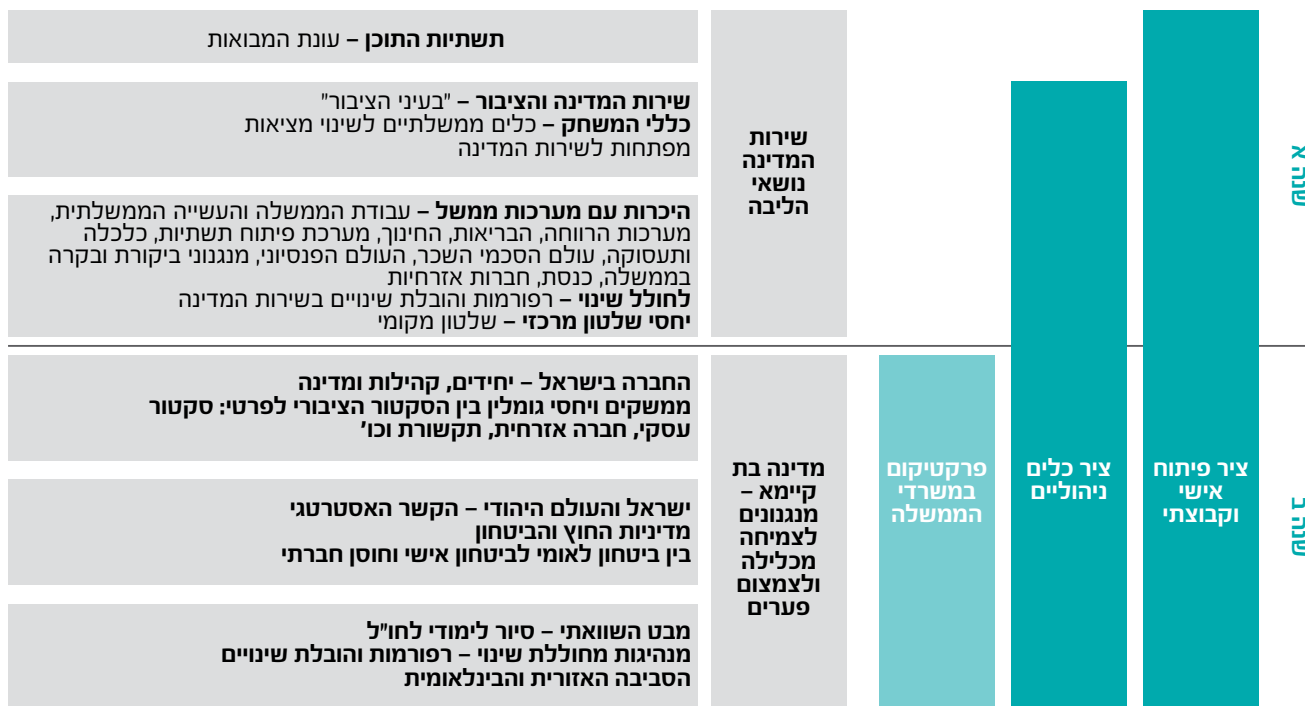 שנה א
שנה ב
ציר פיתוח
אישי
וקבוצתי
ציר כלים
ניהוליים
פרקטיקום
במשרדי
הממשלה
שירות
המדינה
נושאי
הליבה
תשתיות התוכן – עונת המבואות
שירות המדינה והציבור – "בעיני הציבור"
כללי המשחק – כלים ממשלתיים לשינוי מציאות
מפתחות לשירות המדינה
היכרות עם מערכות ממשל – עבודת הממשלה והעשייה הממשלתית,
מערכות הרווחה, הבריאות, החינוך, מערכת פיתוח תשתיות, כלכלה
ותעסוקה, עולם הסכמי השכר, העולם הפנסיוני, מנגנוני ביקורת ובקרה
בממשלה, כנסת, חברות אזרחיות
לחולל שינוי – רפורמות והובלת שינויים בשירות המדינה
יחסי שלטון מרכזי – שלטון מקומי
מדינה בת
קיימא –
מנגנונים
לצמיחה
מכלילה
ולצמצום
פערים
החברה בישראל – יחידים, קהילות ומדינה
ממשקים ויחסי גומלין בין הסקטור הציבורי לפרטי: סקטור
עסקי, חברה אזרחית, תקשורת וכו'
ישראל והעולם היהודי – הקשר האסטרטגי
מדיניות החוץ והביטחון
בין ביטחון לאומי לביטחון אישי וחוסן חברתי
מבט השוואתי – סיור לימודי לחו"ל
מנהיגות מחוללת שינוי – רפורמות והובלת שינויים
הסביבה האזורית והבינלאומית